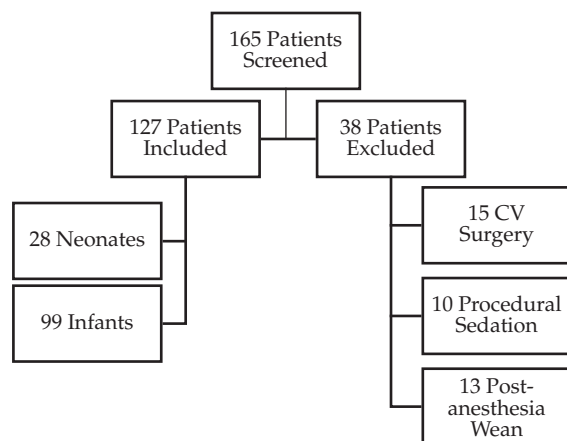 165 Patients
Screened
127 Patients
Included
38 Patients
Excluded
28 Neonates
99 Infants
15 CV
Surgery
10 Procedural
Sedation
13 Post-
anesthesia
Wean